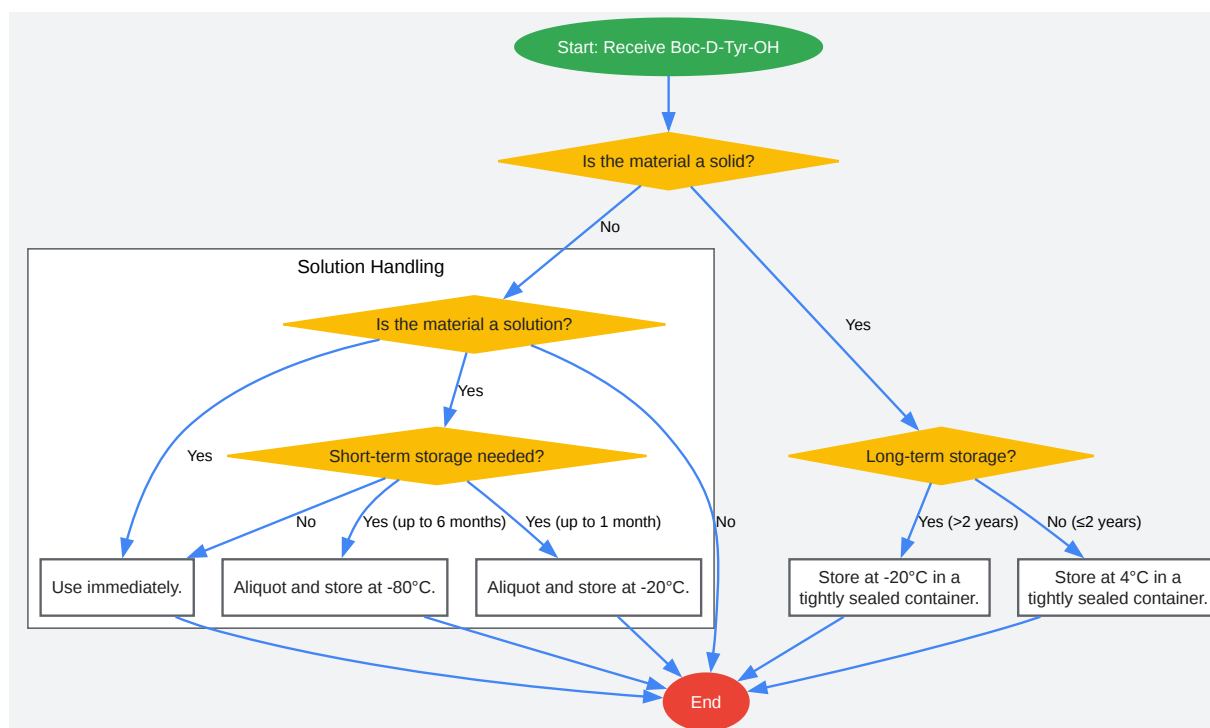 Start: Receive Boc-D-Tyr-OH
Is the material a solid?
No
Solution Handling
Is the material a solution?
Yes
Yes
Yes
Short-term storage needed?
Long-term storage?
No
Yes (up to 6 months)
Yes (up to 1 month)
No
Yes (>2 years)
No (≤2 years)
Use immediately.
Aliquot and store at -80°C.
Aliquot and store at -20°C.
Store at -20°C in a
tightly sealed container.
Store at 4°C in a
tightly sealed container.
End